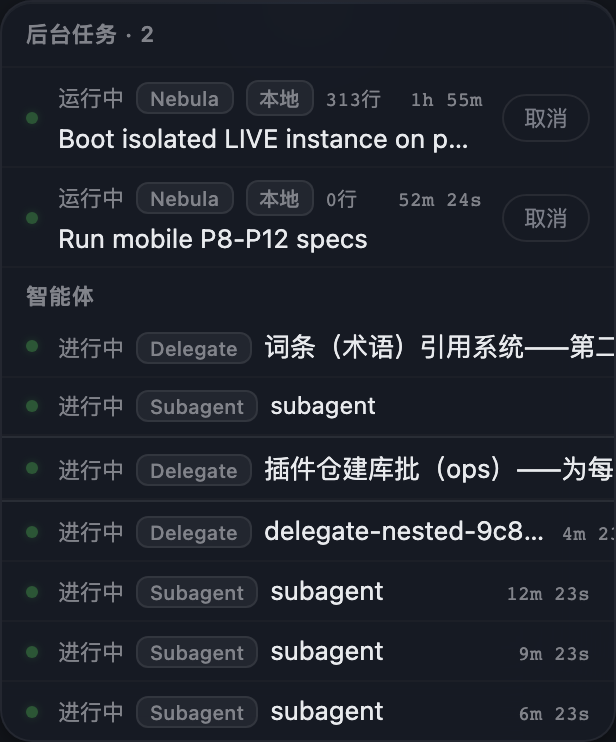 后台任务 · 2
运行中 Nebula 本地 313行 1h 55m
Boot isolated LIVE instance on p...
取消
运行中 Nebula 本地 0行 52m 24s
Run mobile P8-P12 specs
取消
智能体
进行中 Delegate 词条（术语）引用系统——第二
进行中 Subagent subagent
进行中 Delegate 插件仓建库批（ops）——为每
进行中 Delegate delegate-nested-9c8... 4m 23
进行中 Subagent subagent 12m 23s
进行中 Subagent subagent 9m 23s
进行中 Subagent subagent 6m 23s